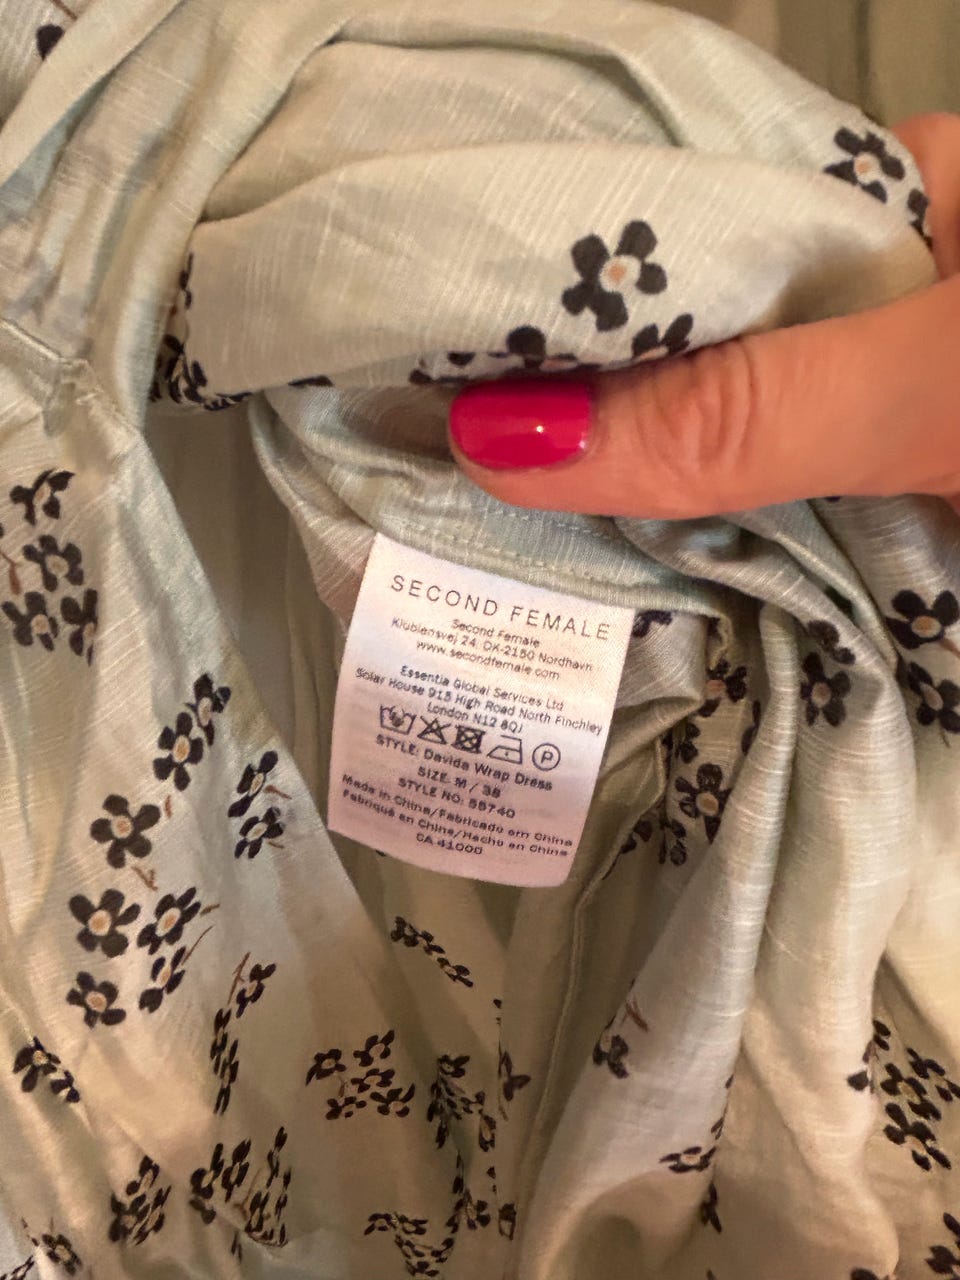 SECOND FEMALE
Second Female
Klubiensvej 24, DK-2150 Nordhavn
www.secondfemale.com
Essentia Global Services Ltd
Solar House 915 High Road North Finchley
London N12 8QJ
P
STYLE: Davida Wrap Dress
SIZE: M / 38
STYLE NO: 55740
Made in China/Fabricado em China
Fabriqué en Chine/Hecho en China
CA 41000